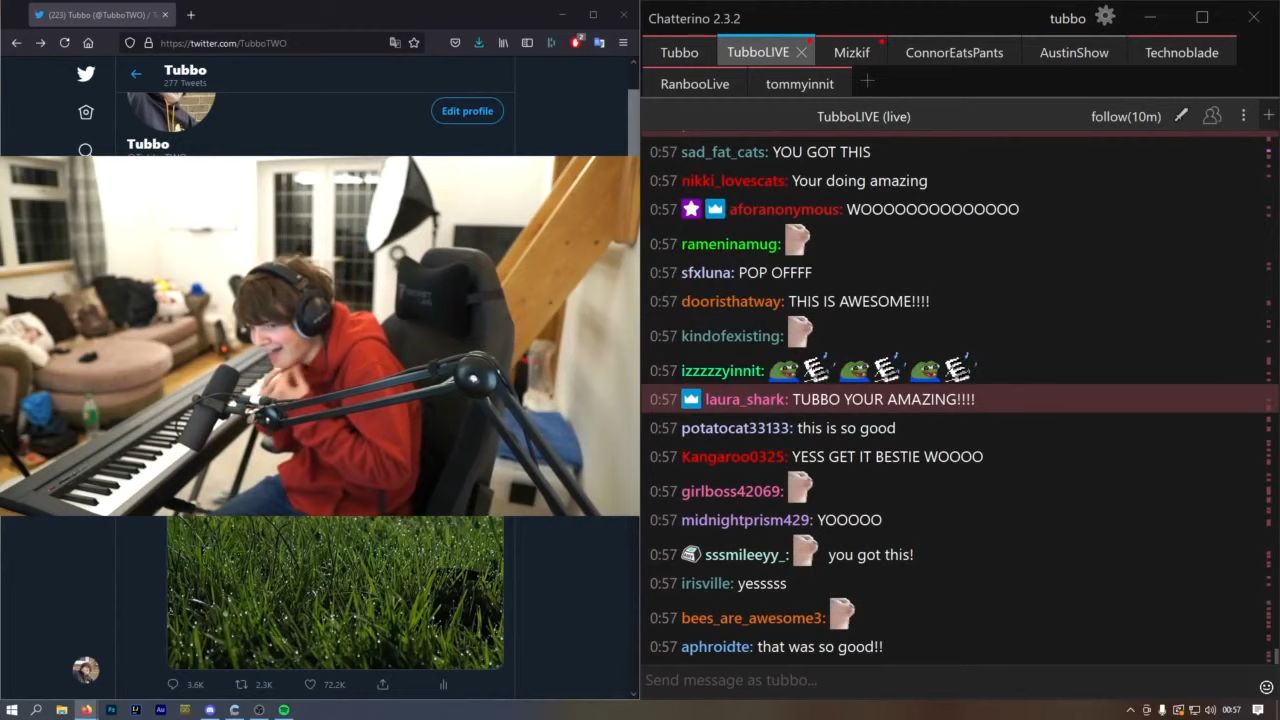 (223) Tubbo (@TubboTWO) / T
https://twitter.com/TubboTWO
2
Tubbo
277 Tweets
Edit profile
Tubbo
3.6K 2.3K 72.2K
Chatterino 2.3.2
tubbo
Tubbo TubboLIVE Mizkif ConnorEatsPants AustinShow Technoblade
RanbooLive tommyinnit
TubboLIVE (live) follow(10m)
0:57 sad_fat_cats: YOU GOT THIS
0:57 nikki_lovescats: Your doing amazing
0:57 aforanonymous: WOOOOOOOOOOOOOO
0:57 rameninamug:
0:57 sfxluna: POP OFFFF
0:57 dooristhatway: THIS IS AWESOME!!!!
0:57 kindofexisting:
0:57 izzzzzyinnit:
0:57 laura_shark: TUBBO YOUR AMAZING!!!!
0:57 potatocat33133: this is so good
0:57 Kangaroo0325: YESS GET IT BESTIE WOOOO
0:57 girlboss42069:
0:57 midnightprism429: YOOOOO
0:57 sssmileeyy_: you got this!
0:57 irisville: yesssss
0:57 bees_are_awesome3:
0:57 aphroidte: that was so good!!
Send message as tubbo...
Ps Au
00:57